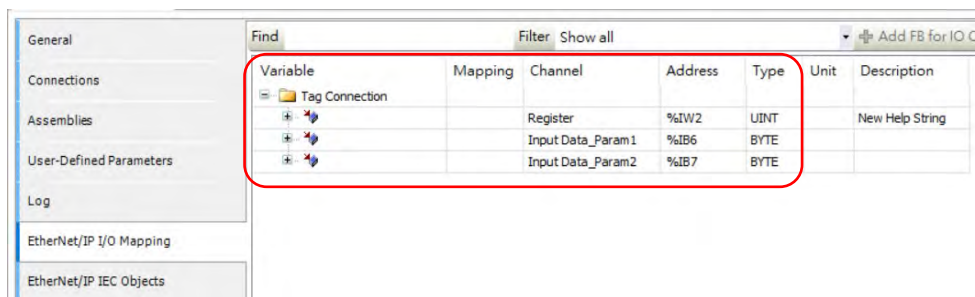 General
Connections
Assemblies
User-Defined Parameters
Log
EtherNet/IP I/O Mapping
EtherNet/IP IEC Objects
Find Filter Show all Add FB for IO C
Variable Mapping Channel Address Type Unit Description
Tag Connection
Register %IW2 UINT New Help String
Input Data_Param1 %IB6 BYTE
Input Data_Param2 %IB7 BYTE